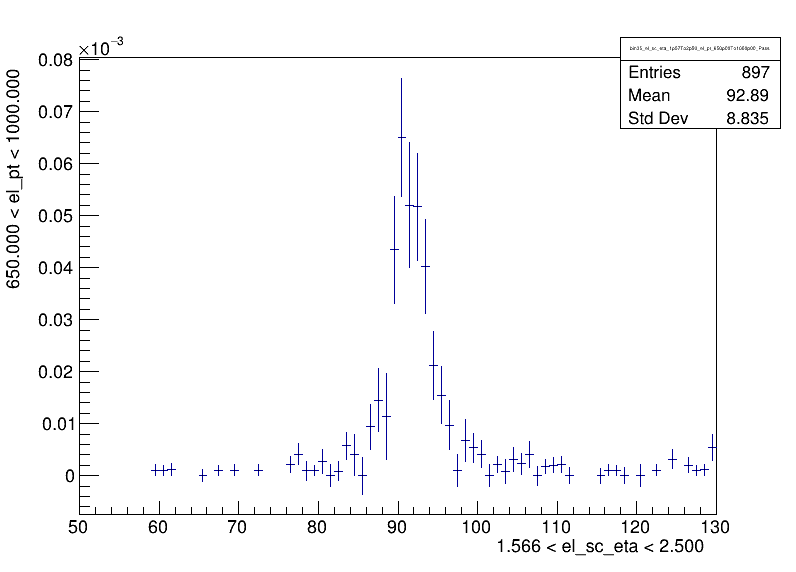 ×10⁻³
bin35_el_sc_eta_1p57To2p50_el_pt_650p00To1000p00_Pass
Entries 897
Mean 92.89
Std Dev 8.835
650.000 < el_pt < 1000.000
0.08
0.07
0.06
0.05
0.04
0.03
0.02
0.01
0
50 60 70 80 90 100 110 120 130
1.566 < el_sc_eta < 2.500